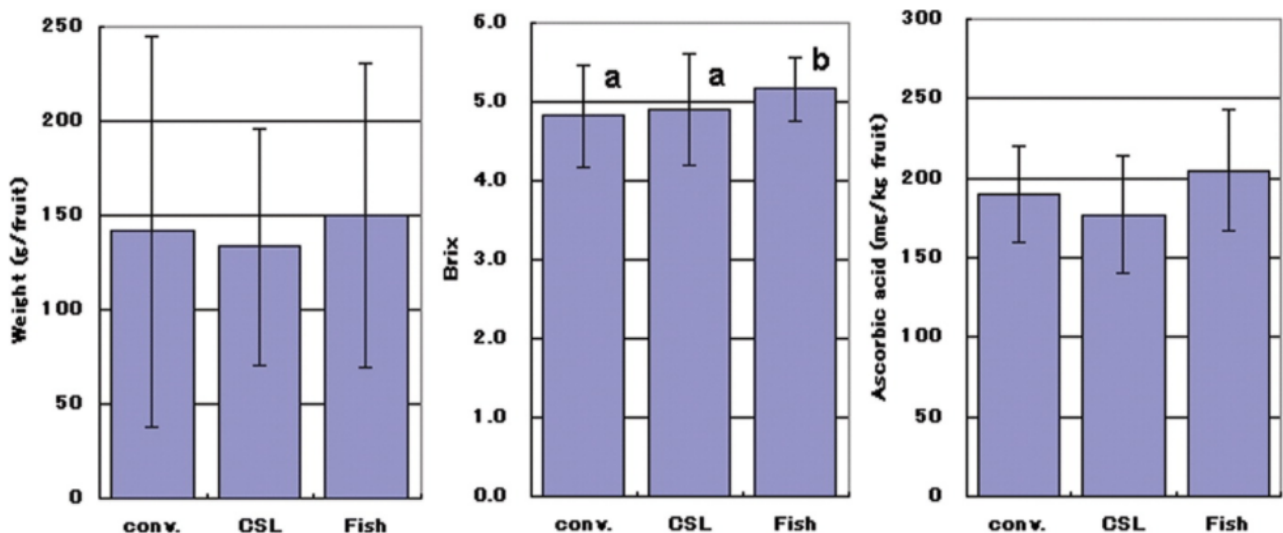 Weight (g/fruit)
250
200
150
100
50
0
conv. CSL Fish
Brix
6.0
5.0
4.0
3.0
2.0
1.0
0.0
a a b
conv. CSL Fish
Ascorbic acid (mg/kg fruit)
300
250
200
150
100
50
0
conv. CSL Fish